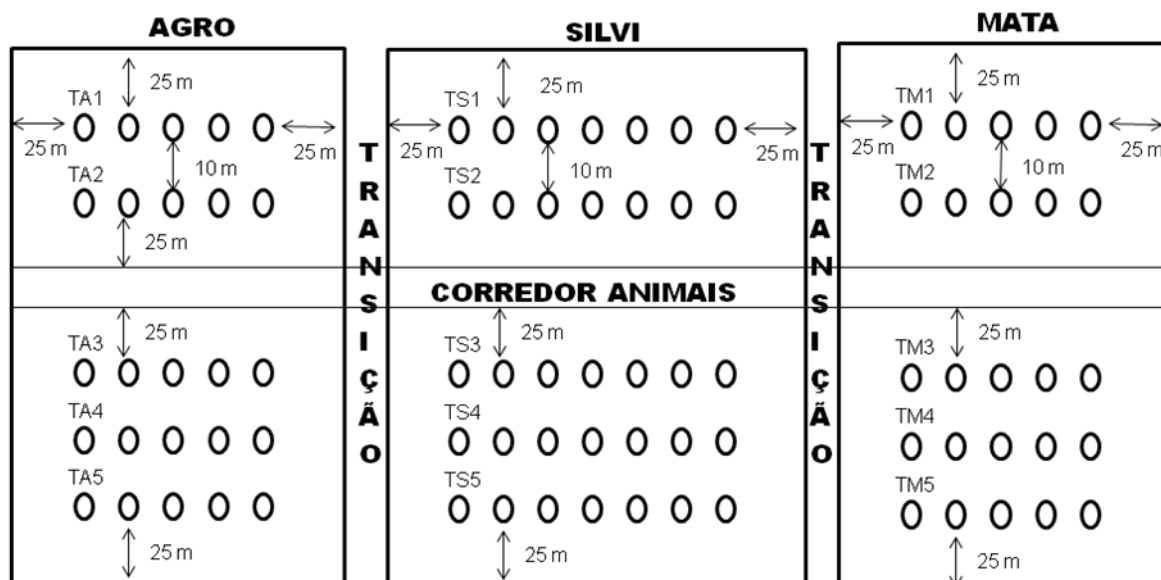 AGRO
SILVI
MATA
25 m
25 m
25 m
TA1
TS1
TM1
25 m
25 m
25 m
25 m
25 m
25 m
10 m
10 m
10 m
TA2
TS2
TM2
25 m
TRANSIÇÃO
TRANSIÇÃO
CORREDOR ANIMAIS
25 m
25 m
25 m
TA3
TS3
TM3
TA4
TS4
TM4
TA5
TS5
TM5
25 m
25 m
25 m